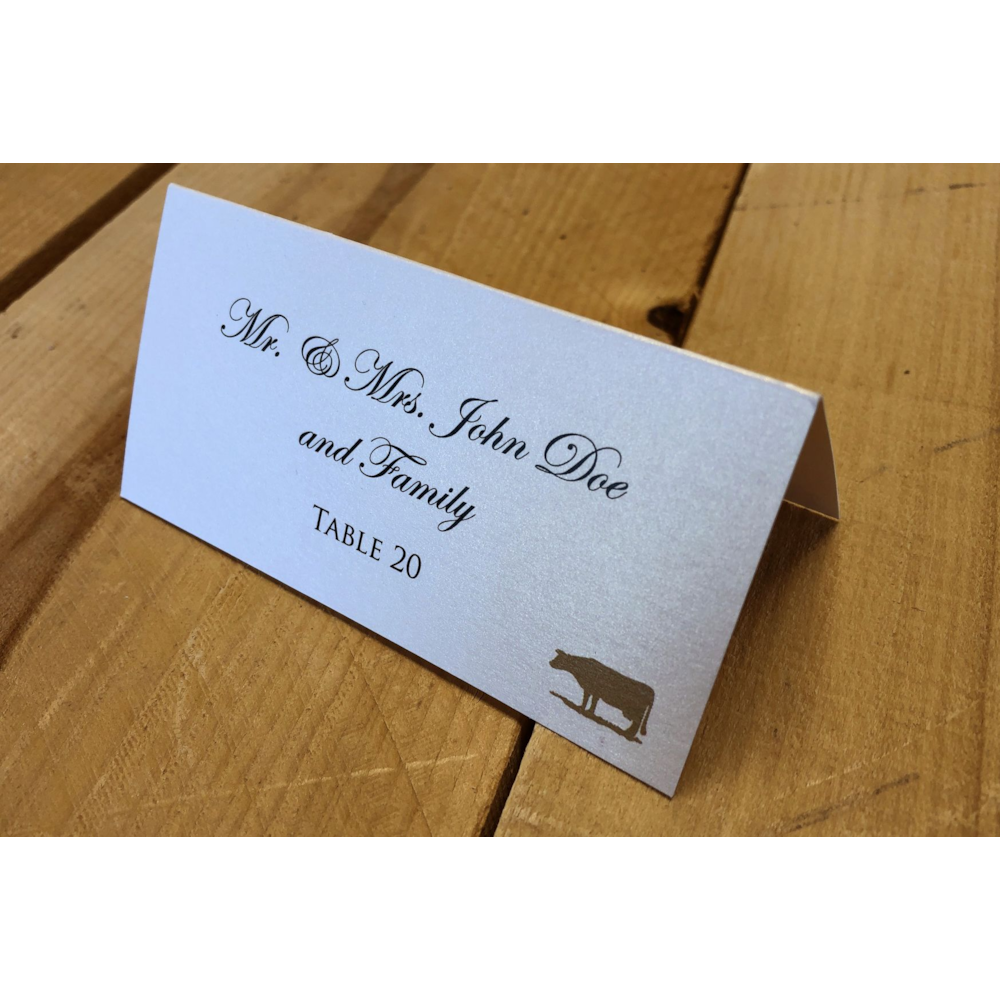 Mr. & Mrs. John Doe
and Family
TABLE 20